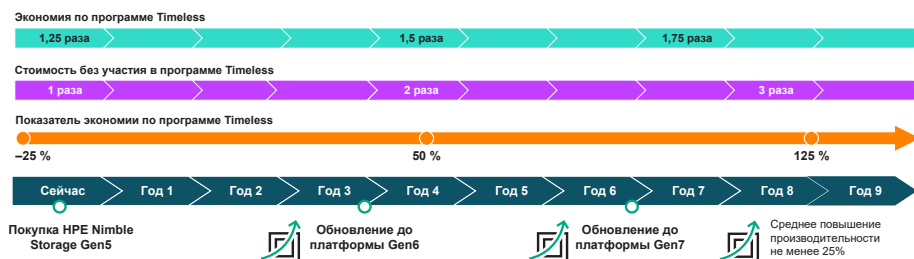 Экономия по программе Timeless
1,25 раза
1,5 раза
1,75 раза
Стоимость без участия в программе Timeless
1 раза
2 раза
3 раза
Показатель экономии по программе Timeless
–25 %
50 %
125 %
Сейчас
Год 1
Год 2
Год 3
Год 4
Год 5
Год 6
Год 7
Год 8
Год 9
Покупка HPE Nimble
Storage Gen5
Обновление до
платформы Gen6
Обновление до
платформы Gen7
Среднее повышение
производительности
не менее 25%